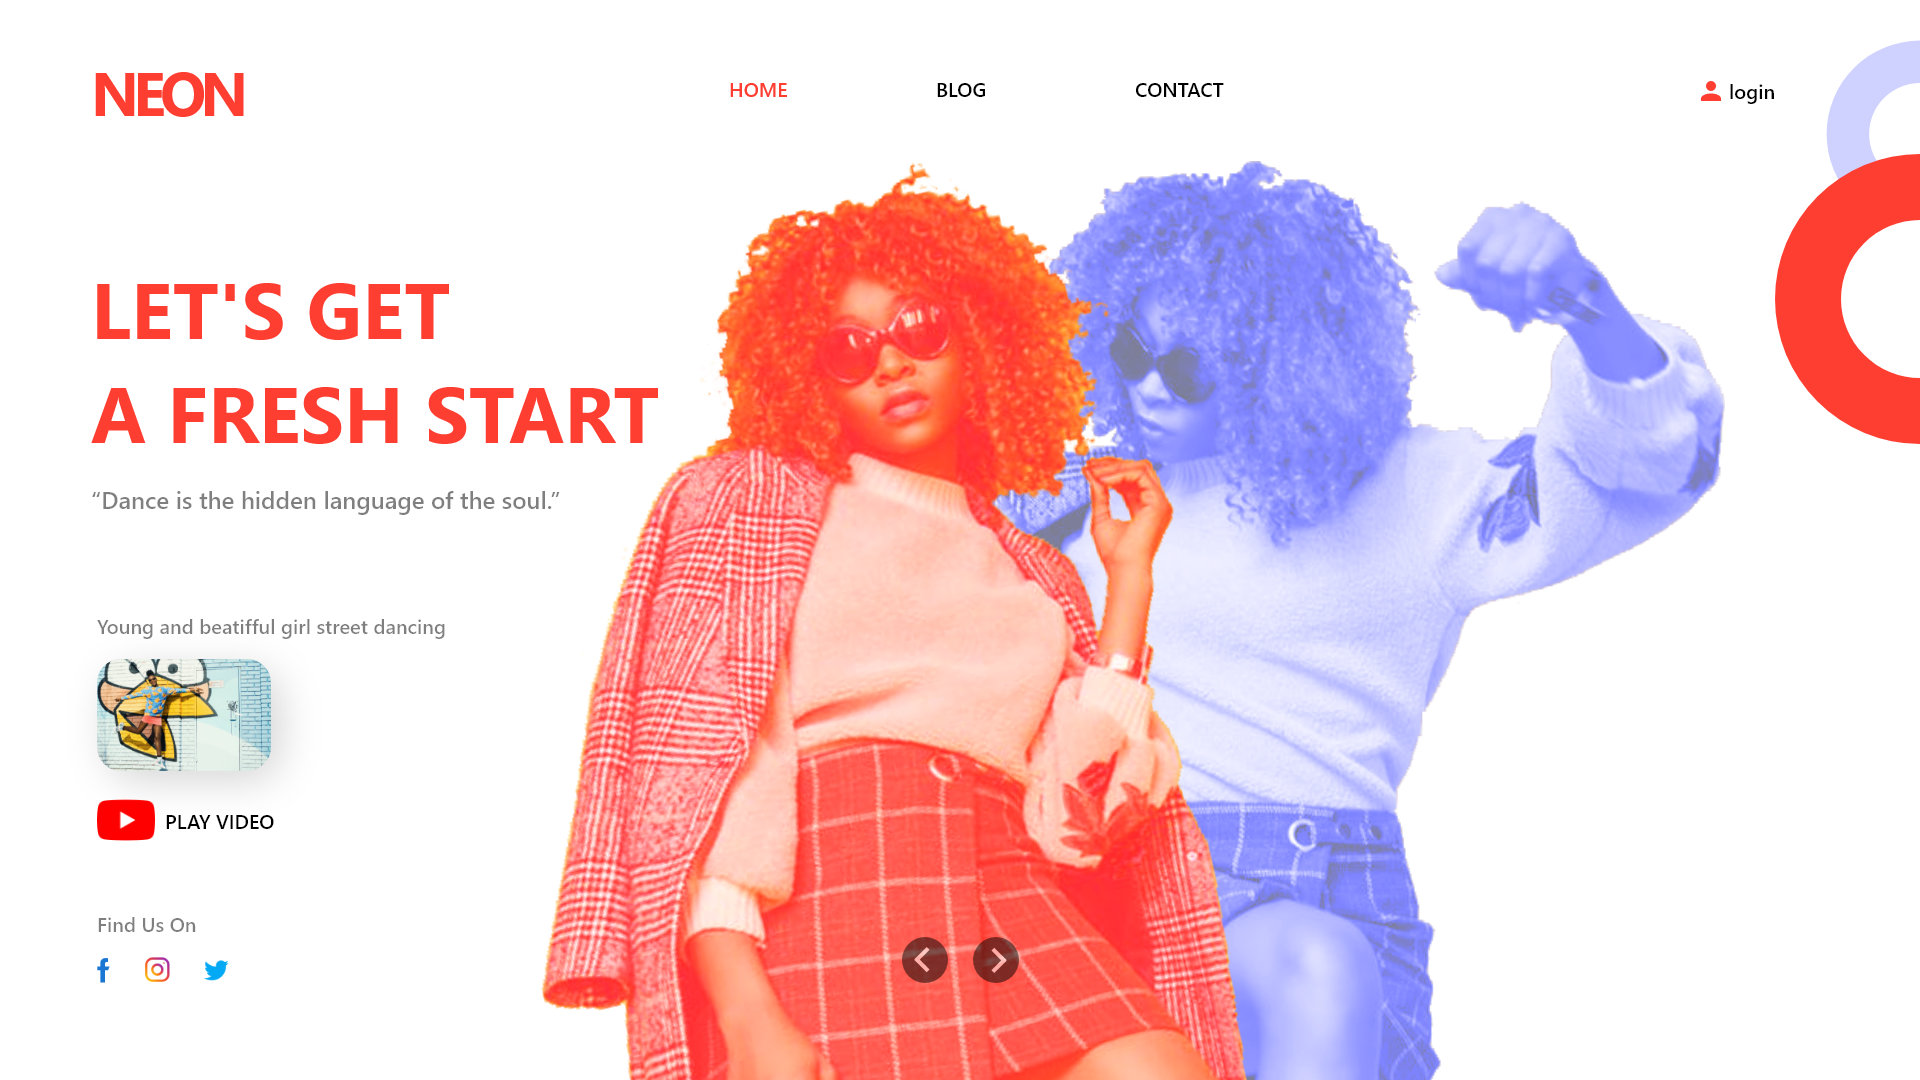 NEON
HOME
BLOG
CONTACT
login
LET'S GET
A FRESH START
“Dance is the hidden language of the soul.”
Young and beatifful girl street dancing
PLAY VIDEO
Find Us On